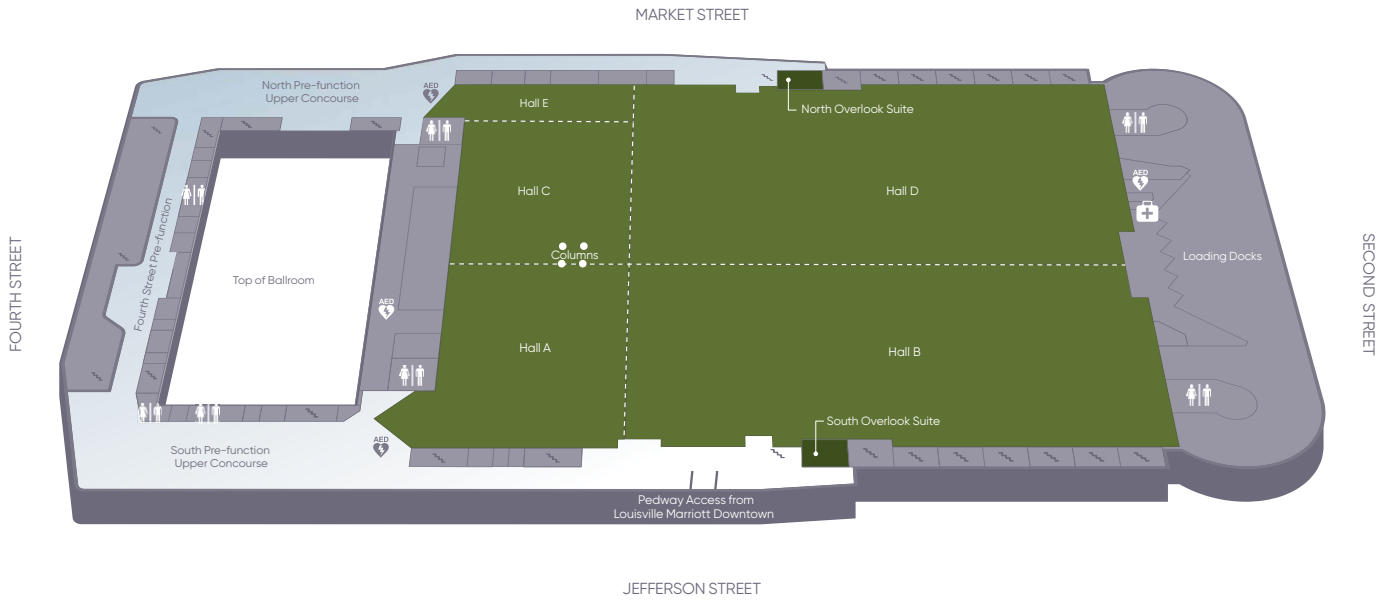 MARKET STREET
North Pre-function
Upper Concourse
AED
Hall E
North Overlook Suite
AED
Hall C
Hall D
FOURTH STREET
Fourth Street Pre-function
Top of Ballroom
Columns
Loading Docks
SECOND STREET
AED
Hall A
Hall B
South Overlook Suite
AED
South Pre-function
Upper Concourse
Pedway Access from
Louisville Marriott Downtown
JEFFERSON STREET